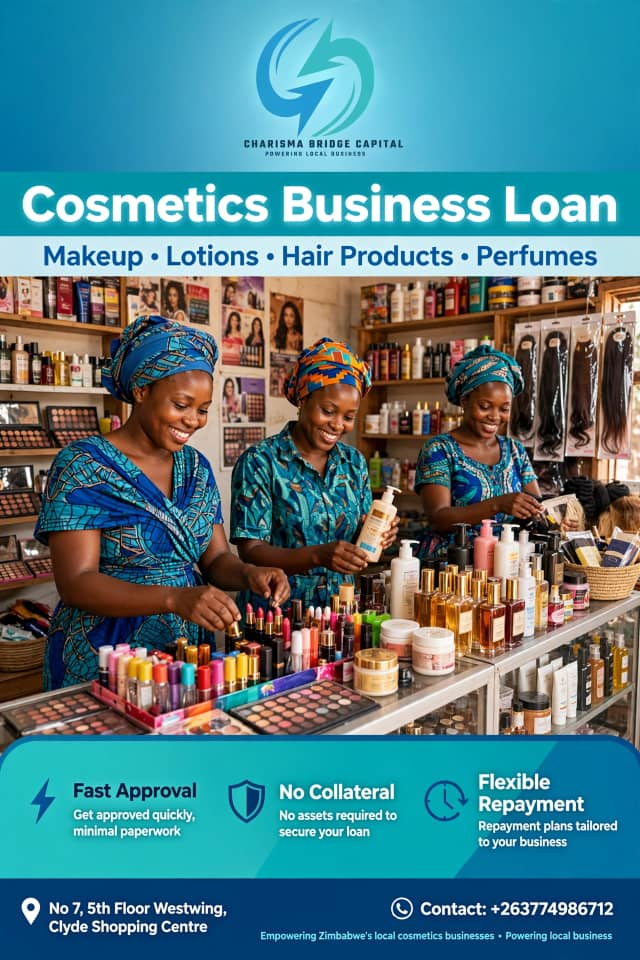 CHARISMA BRIDGE CAPITAL
POWERING LOCAL BUSINESS
Cosmetics Business Loan
Makeup • Lotions • Hair Products • Perfumes
Fast Approval
Get approved quickly,
minimal paperwork
No Collateral
No assets required to
secure your loan
Flexible
Repayment
Repayment plans tailored
to your business
No 7, 5th Floor Westwing,
Clyde Shopping Centre
Contact: +263774986712
Empowering Zimbabwe's local cosmetics businesses • Powering local business